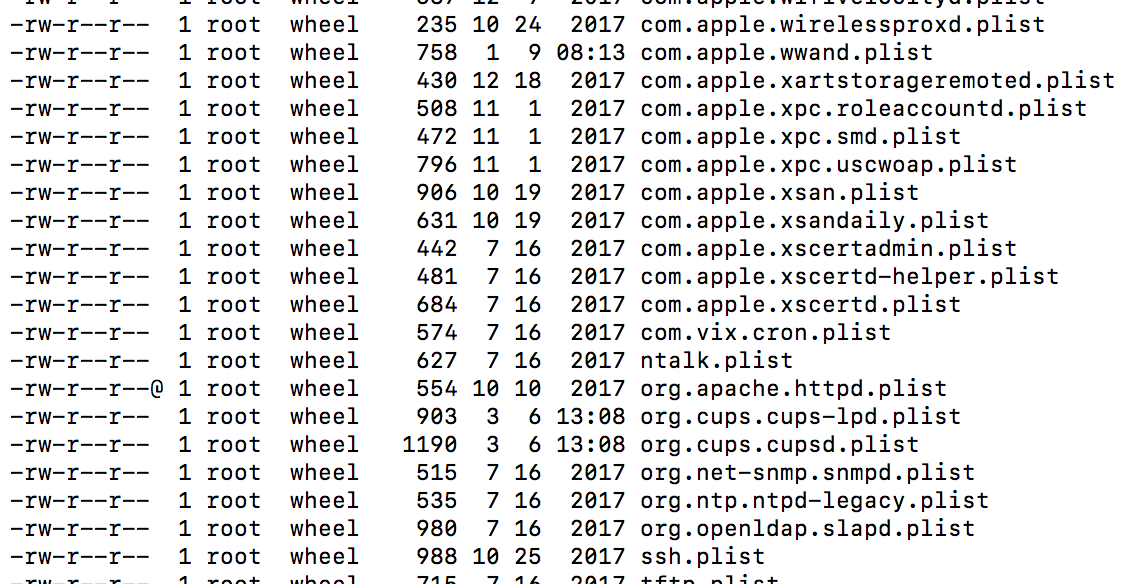 -rw-r--r-- 1 root wheel 235 10 24 2017 com.apple.wirelessproxd.plist
-rw-r--r-- 1 root wheel 758 1 9 08:13 com.apple.wwand.plist
-rw-r--r-- 1 root wheel 430 12 18 2017 com.apple.xartstorageremoted.plist
-rw-r--r-- 1 root wheel 508 11 1 2017 com.apple.xpc.roleaccountd.plist
-rw-r--r-- 1 root wheel 472 11 1 2017 com.apple.xpc.smd.plist
-rw-r--r-- 1 root wheel 796 11 1 2017 com.apple.xpc.uscwoap.plist
-rw-r--r-- 1 root wheel 906 10 19 2017 com.apple.xsan.plist
-rw-r--r-- 1 root wheel 631 10 19 2017 com.apple.xsandaily.plist
-rw-r--r-- 1 root wheel 442 7 16 2017 com.apple.xscertadmin.plist
-rw-r--r-- 1 root wheel 481 7 16 2017 com.apple.xscertd-helper.plist
-rw-r--r-- 1 root wheel 684 7 16 2017 com.apple.xscertd.plist
-rw-r--r-- 1 root wheel 574 7 16 2017 com.vix.cron.plist
-rw-r--r-- 1 root wheel 627 7 16 2017 ntalk.plist
-rw-r--r--@ 1 root wheel 554 10 10 2017 org.apache.httpd.plist
-rw-r--r-- 1 root wheel 903 3 6 13:08 org.cups.cups-lpd.plist
-rw-r--r-- 1 root wheel 1190 3 6 13:08 org.cups.cupsd.plist
-rw-r--r-- 1 root wheel 515 7 16 2017 org.net-snmp.snmpd.plist
-rw-r--r-- 1 root wheel 535 7 16 2017 org.ntp.ntpd-legacy.plist
-rw-r--r-- 1 root wheel 980 7 16 2017 org.openldap.slapd.plist
-rw-r--r-- 1 root wheel 988 10 25 2017 ssh.plist
-rw-r--r-- 1 root wheel 715 7 16 2017 tftp.plist